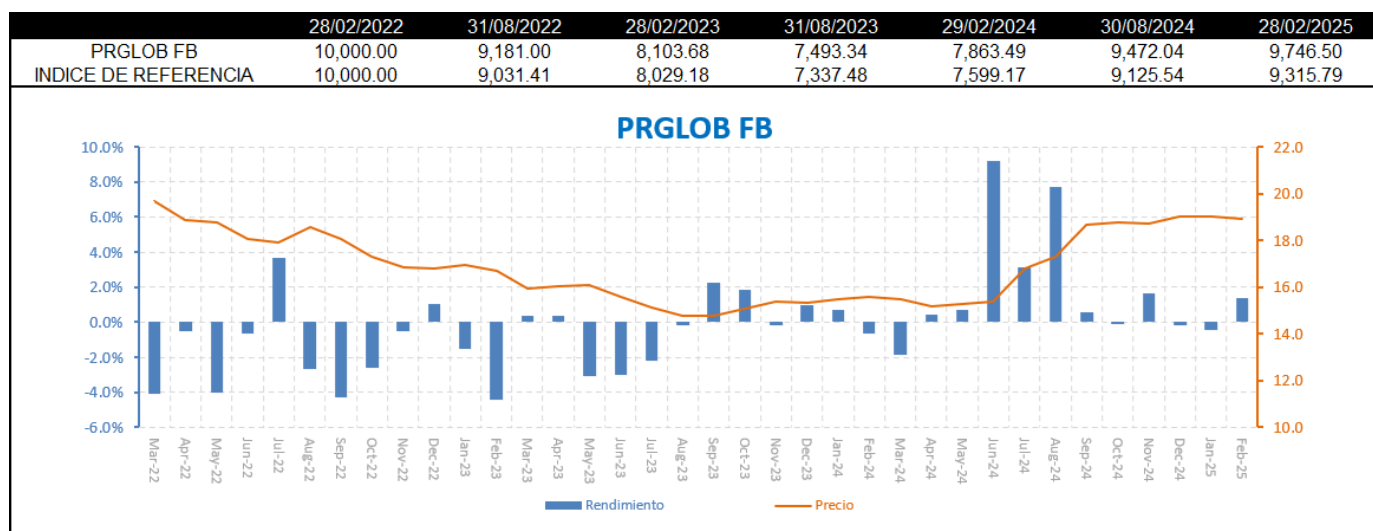 28/02/2022 31/08/2022 28/02/2023 31/08/2023 29/02/2024 30/08/2024 28/02/2025
PRGLOB FB 10,000.00 9,181.00 8,103.68 7,493.34 7,863.49 9,472.04 9,746.50
INDICE DE REFERENCIA 10,000.00 9,031.41 8,029.18 7,337.48 7,599.17 9,125.54 9,315.79
PRGLOB FB
10.0% 22.0
8.0% 20.0
6.0% 18.0
4.0%
2.0% 16.0
0.0% 14.0
-2.0%
-4.0% 12.0
-6.0% 10.0
Mar-22 Apr-22 May-22 Jun-22 Jul-22 Aug-22 Sep-22 Oct-22 Nov-22 Dec-22 Jan-23 Feb-23 Mar-23 Apr-23 May-23 Jun-23 Jul-23 Aug-23 Sep-23 Oct-23 Nov-23 Dec-23 Jan-24 Feb-24 Mar-24 Apr-24 May-24 Jun-24 Jul-24 Aug-24 Sep-24 Oct-24 Nov-24 Dec-24 Jan-25 Feb-25
Rendimiento Precio